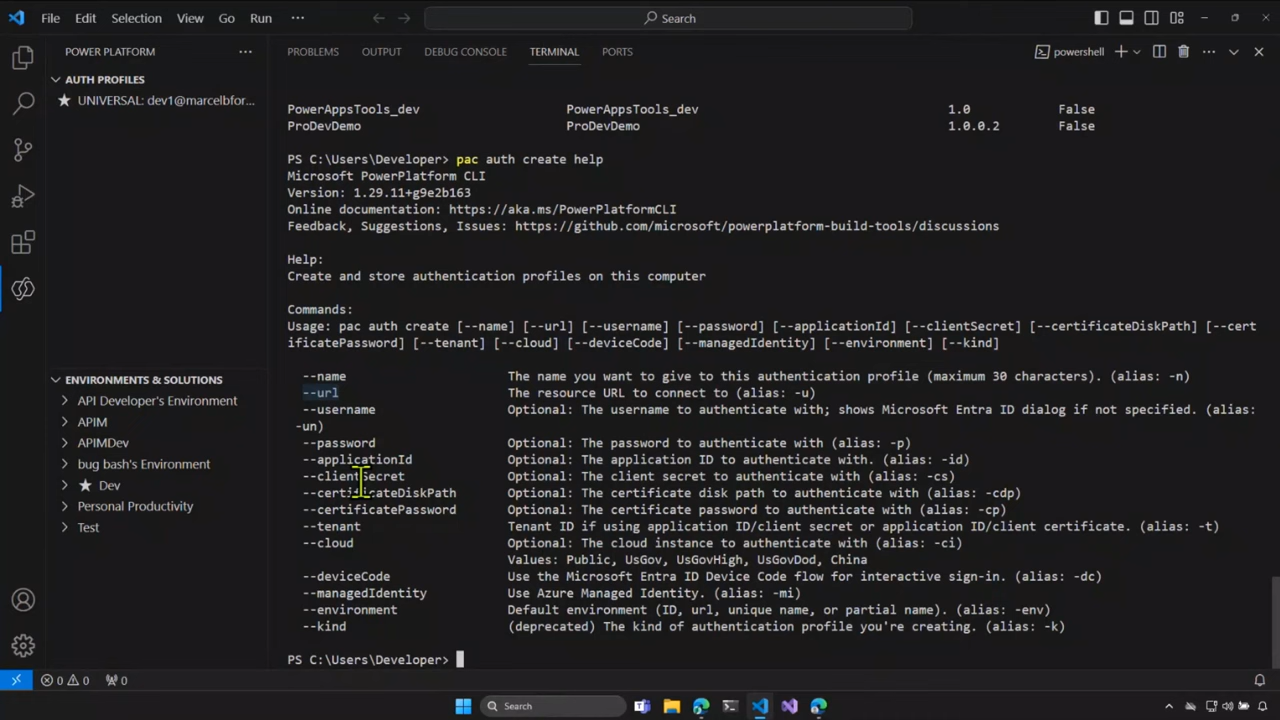 File Edit Selection View Go Run ··· Search
POWER PLATFORM ···
PROBLEMS OUTPUT DEBUG CONSOLE TERMINAL PORTS powershell
AUTH PROFILES
UNIVERSAL: dev1@marcelbfor...
ENVIRONMENTS & SOLUTIONS
API Developer's Environment
APIM
APIMDev
bug bash's Environment
Dev
Personal Productivity
Test
PowerAppsTools_dev PowerAppsTools_dev 1.0 False
ProDevDemo ProDevDemo 1.0.0.2 False
PS C:\Users\Developer> pac auth create help
Microsoft PowerPlatform CLI
Version: 1.29.11+g9e2b163
Online documentation: https://aka.ms/PowerPlatformCLI
Feedback, Suggestions, Issues: https://github.com/microsoft/powerplatform-build-tools/discussions
Help:
Create and store authentication profiles on this computer
Commands:
Usage: pac auth create [--name] [--url] [--username] [--password] [--applicationId] [--clientSecret] [--certificateDiskPath] [--cert
ificatePassword] [--tenant] [--cloud] [--deviceCode] [--managedIdentity] [--environment] [--kind]
--name The name you want to give to this authentication profile (maximum 30 characters). (alias: -n)
--url The resource URL to connect to (alias: -u)
--username Optional: The username to authenticate with; shows Microsoft Entra ID dialog if not specified. (alias:
-un)
--password Optional: The password to authenticate with (alias: -p)
--applicationId Optional: The application ID to authenticate with. (alias: -id)
--clientSecret Optional: The client secret to authenticate with (alias: -cs)
--certificateDiskPath Optional: The certificate disk path to authenticate with (alias: -cdp)
--certificatePassword Optional: The certificate password to authenticate with (alias: -cp)
--tenant Tenant ID if using application ID/client secret or application ID/client certificate. (alias: -t)
--cloud Optional: The cloud instance to authenticate with (alias: -ci)
Values: Public, UsGov, UsGovHigh, UsGovDod, China
--deviceCode Use the Microsoft Entra ID Device Code flow for interactive sign-in. (alias: -dc)
--managedIdentity Use Azure Managed Identity. (alias: -mi)
--environment Default environment (ID, url, unique name, or partial name). (alias: -env)
--kind (deprecated) The kind of authentication profile you're creating. (alias: -k)
PS C:\Users\Developer>
0 0 0
Search